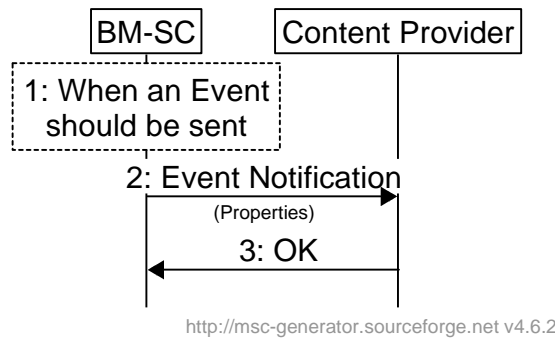 BM-SC
Content Provider
1: When an Event
should be sent
2: Event Notification
(Properties)
3: OK
http://msc-generator.sourceforge.net v4.6.2